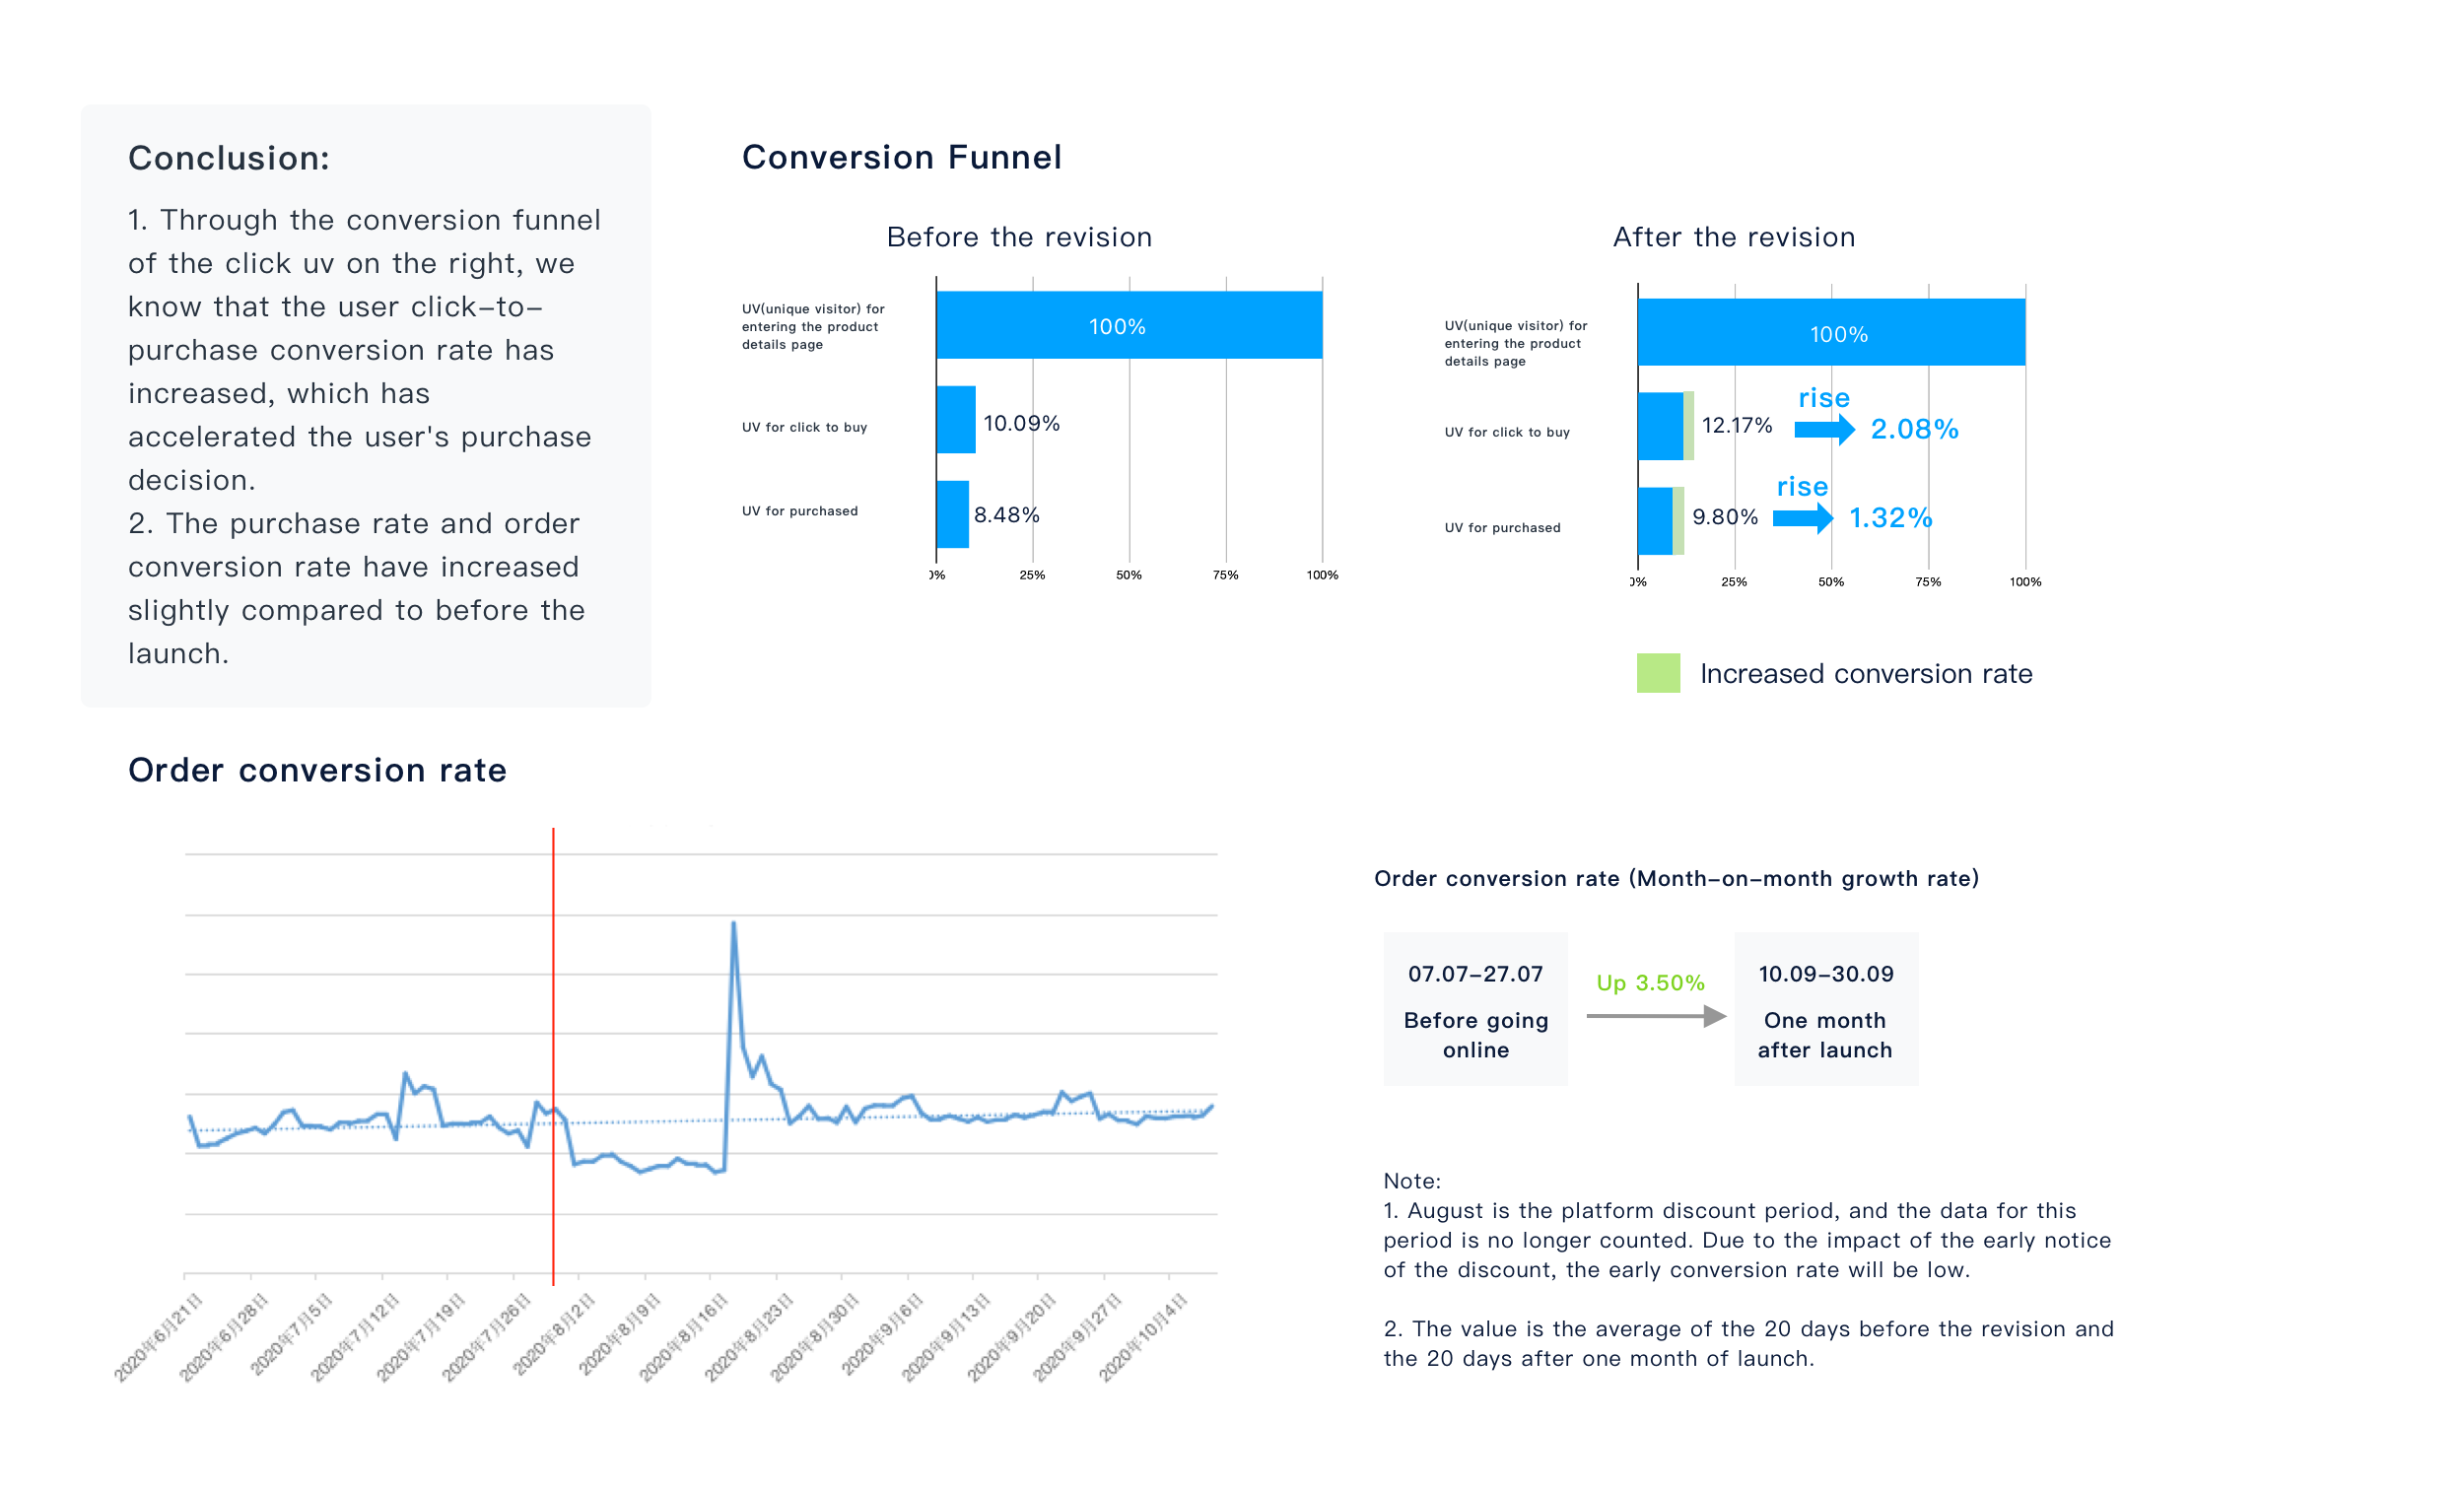 Conclusion:
1. Through the conversion funnel
of the click uv on the right, we
know that the user click-to-
purchase conversion rate has
increased, which has
accelerated the user's purchase
decision.
2. The purchase rate and order
conversion rate have increased
slightly compared to before the
launch.
Conversion Funnel
Before the revision
UV(unique visitor) for
entering the product
details page
100%
UV for click to buy
10.09%
UV for purchased
8.48%
0% 25% 50% 75% 100%
After the revision
UV(unique visitor) for
entering the product
details page
100%
UV for click to buy
12.17%
rise
2.08%
UV for purchased
9.80%
rise
1.32%
0% 25% 50% 75% 100%
Increased conversion rate
Order conversion rate
2020年6月21日
2020年6月28日
2020年7月5日
2020年7月12日
2020年7月19日
2020年7月26日
2020年8月2日
2020年8月9日
2020年8月16日
2020年8月23日
2020年8月30日
2020年9月6日
2020年9月13日
2020年9月20日
2020年9月27日
2020年10月4日
Order conversion rate (Month-on-month growth rate)
07.07-27.07
Before going
online
Up 3.50%
10.09-30.09
One month
after launch
Note:
1. August is the platform discount period, and the data for this
period is no longer counted. Due to the impact of the early notice
of the discount, the early conversion rate will be low.
2. The value is the average of the 20 days before the revision and
the 20 days after one month of launch.